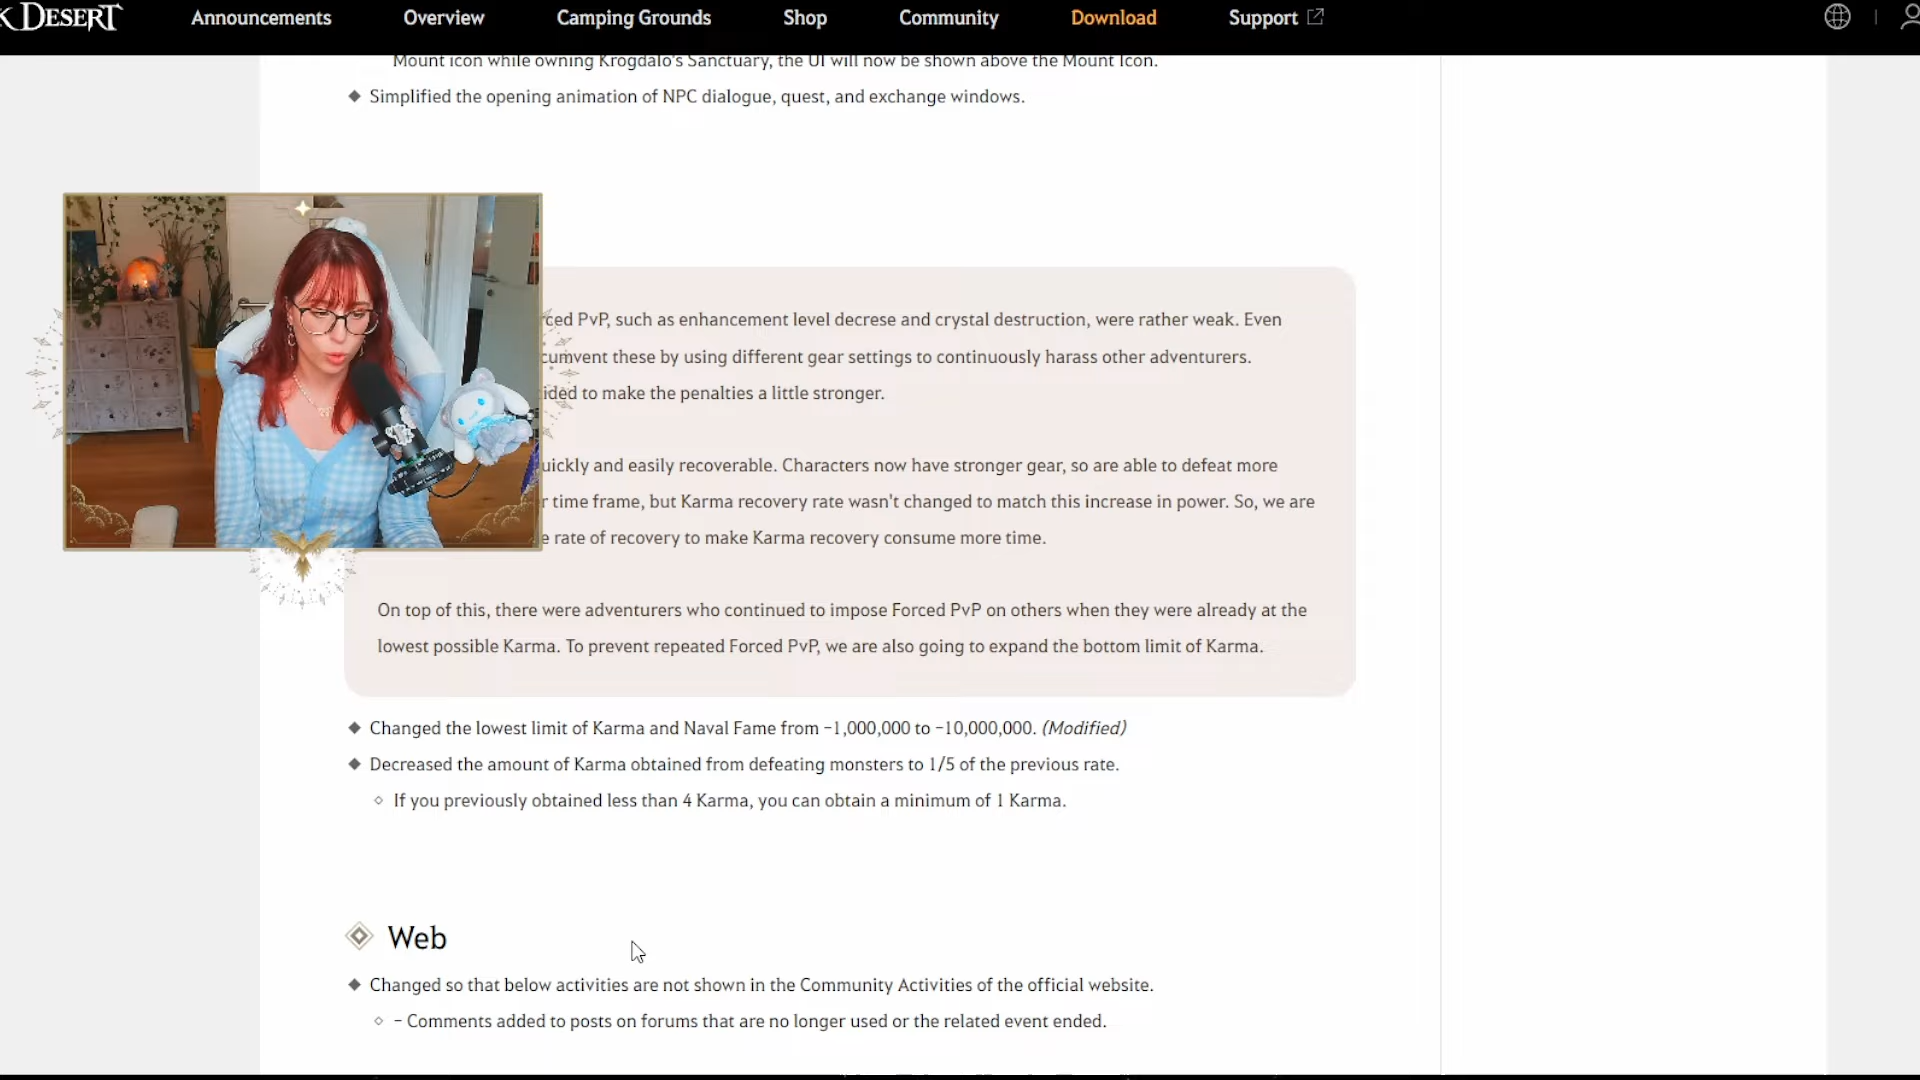 K DESERT
Announcements
Overview
Camping Grounds
Shop
Community
Download
Support
Mount icon while owning Krogdalo's Sanctuary, the UI will now be shown above the Mount Icon.
Simplified the opening animation of NPC dialogue, quest, and exchange windows.
ced PvP, such as enhancement level decrese and crystal destruction, were rather weak. Even
cumvent these by using different gear settings to continuously harass other adventurers.
ided to make the penalties a little stronger.
uickly and easily recoverable. Characters now have stronger gear, so are able to defeat more
r time frame, but Karma recovery rate wasn't changed to match this increase in power. So, we are
e rate of recovery to make Karma recovery consume more time.
On top of this, there were adventurers who continued to impose Forced PvP on others when they were already at the
lowest possible Karma. To prevent repeated Forced PvP, we are also going to expand the bottom limit of Karma.
Changed the lowest limit of Karma and Naval Fame from −1,000,000 to −10,000,000. (Modified)
Decreased the amount of Karma obtained from defeating monsters to 1/5 of the previous rate.
If you previously obtained less than 4 Karma, you can obtain a minimum of 1 Karma.
Web
Changed so that below activities are not shown in the Community Activities of the official website.
– Comments added to posts on forums that are no longer used or the related event ended.